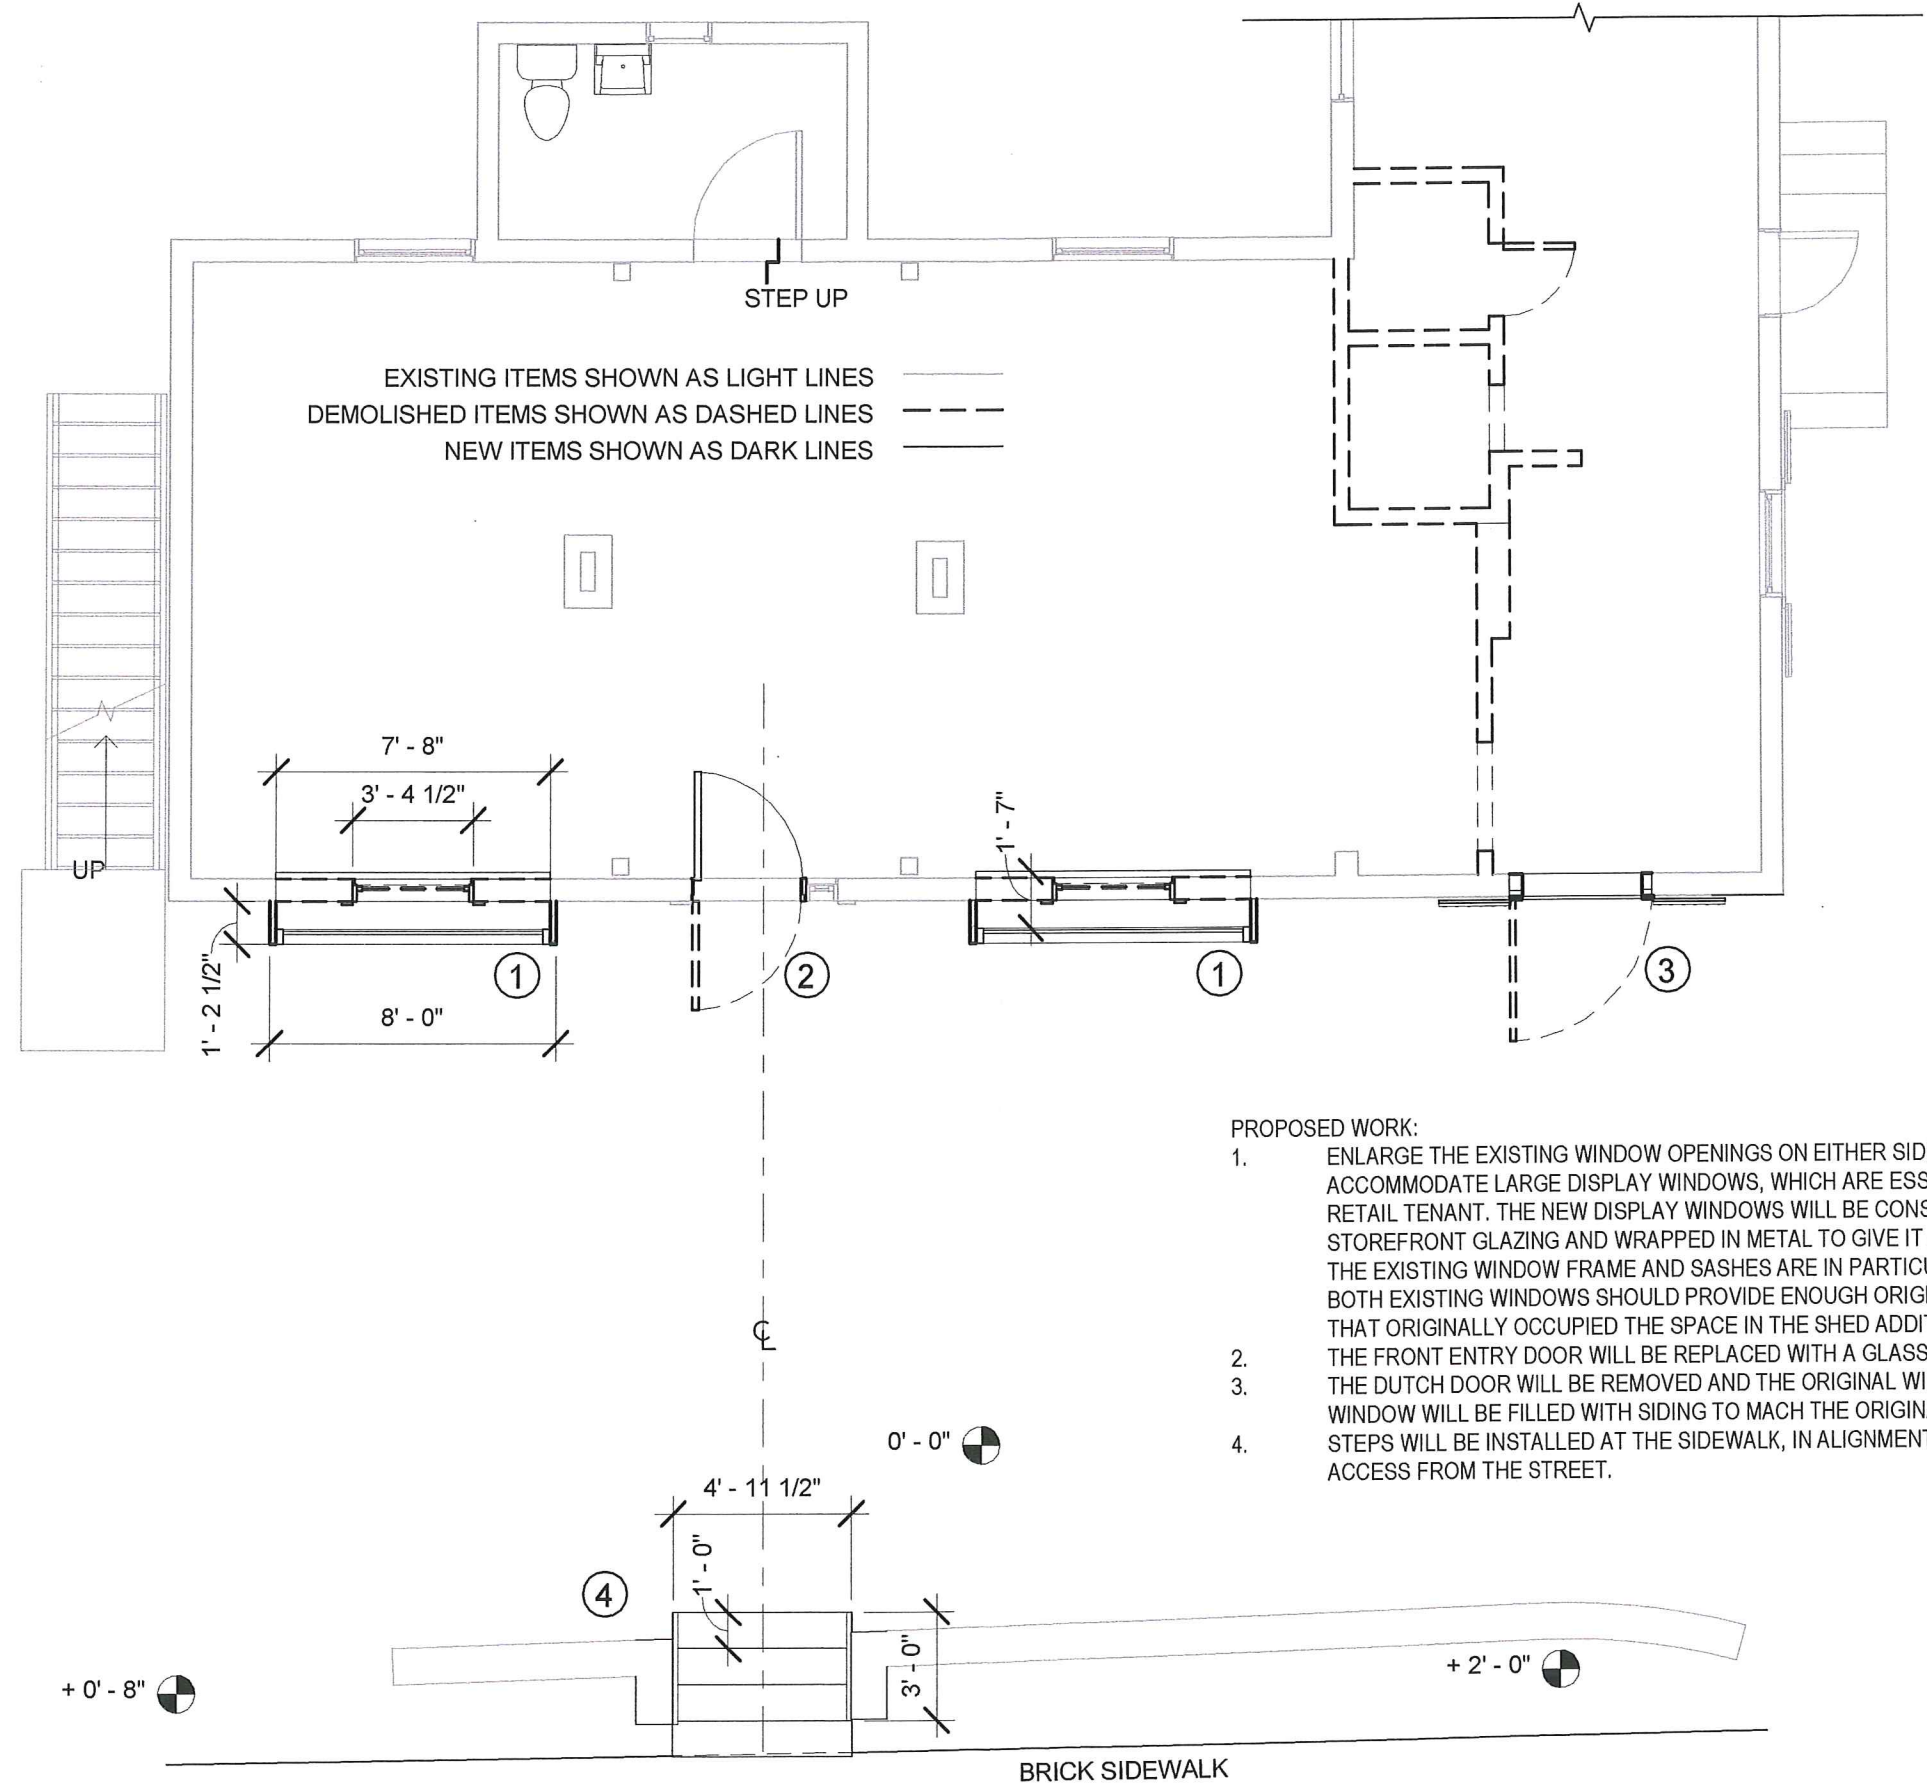 STEP UP
EXISTING ITEMS SHOWN AS LIGHT LINES
DEMOLISHED ITEMS SHOWN AS DASHED LINES
NEW ITEMS SHOWN AS DARK LINES
7' - 8"
3' - 4 1/2"
1' - 7"
UP
1' - 2 1/2"
8' - 0"
1
2
1
3
PROPOSED WORK:
1. ENLARGE THE EXISTING WINDOW OPENINGS ON EITHER SID
ACCOMMODATE LARGE DISPLAY WINDOWS, WHICH ARE ESS
RETAIL TENANT. THE NEW DISPLAY WINDOWS WILL BE CONS
STOREFRONT GLAZING AND WRAPPED IN METAL TO GIVE IT
THE EXISTING WINDOW FRAME AND SASHES ARE IN PARTICU
BOTH EXISTING WINDOWS SHOULD PROVIDE ENOUGH ORIG
THAT ORIGINALLY OCCUPIED THE SPACE IN THE SHED ADDI
2. THE FRONT ENTRY DOOR WILL BE REPLACED WITH A GLASS
3. THE DUTCH DOOR WILL BE REMOVED AND THE ORIGINAL WI
WINDOW WILL BE FILLED WITH SIDING TO MACH THE ORIGIN
4. STEPS WILL BE INSTALLED AT THE SIDEWALK, IN ALIGNMENT
ACCESS FROM THE STREET.
℄
0' - 0"
4' - 11 1/2"
1' - 0"
4
3' - 0"
+ 0' - 8"
+ 2' - 0"
BRICK SIDEWALK